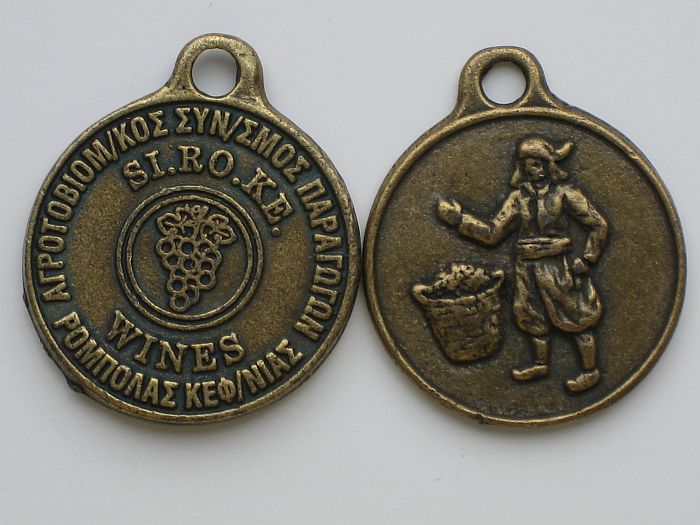 ΑΓΡΟΤΟΒΙΟΜ/ΚΟΣ ΣΥΝ/ΣΜΟΣ ΠΑΡΑΓΩΓΩΝ
ΡΟΜΠΟΛΑΣ ΚΕΦ/ΝΙΑΣ
SI.RO.KE.
WINES